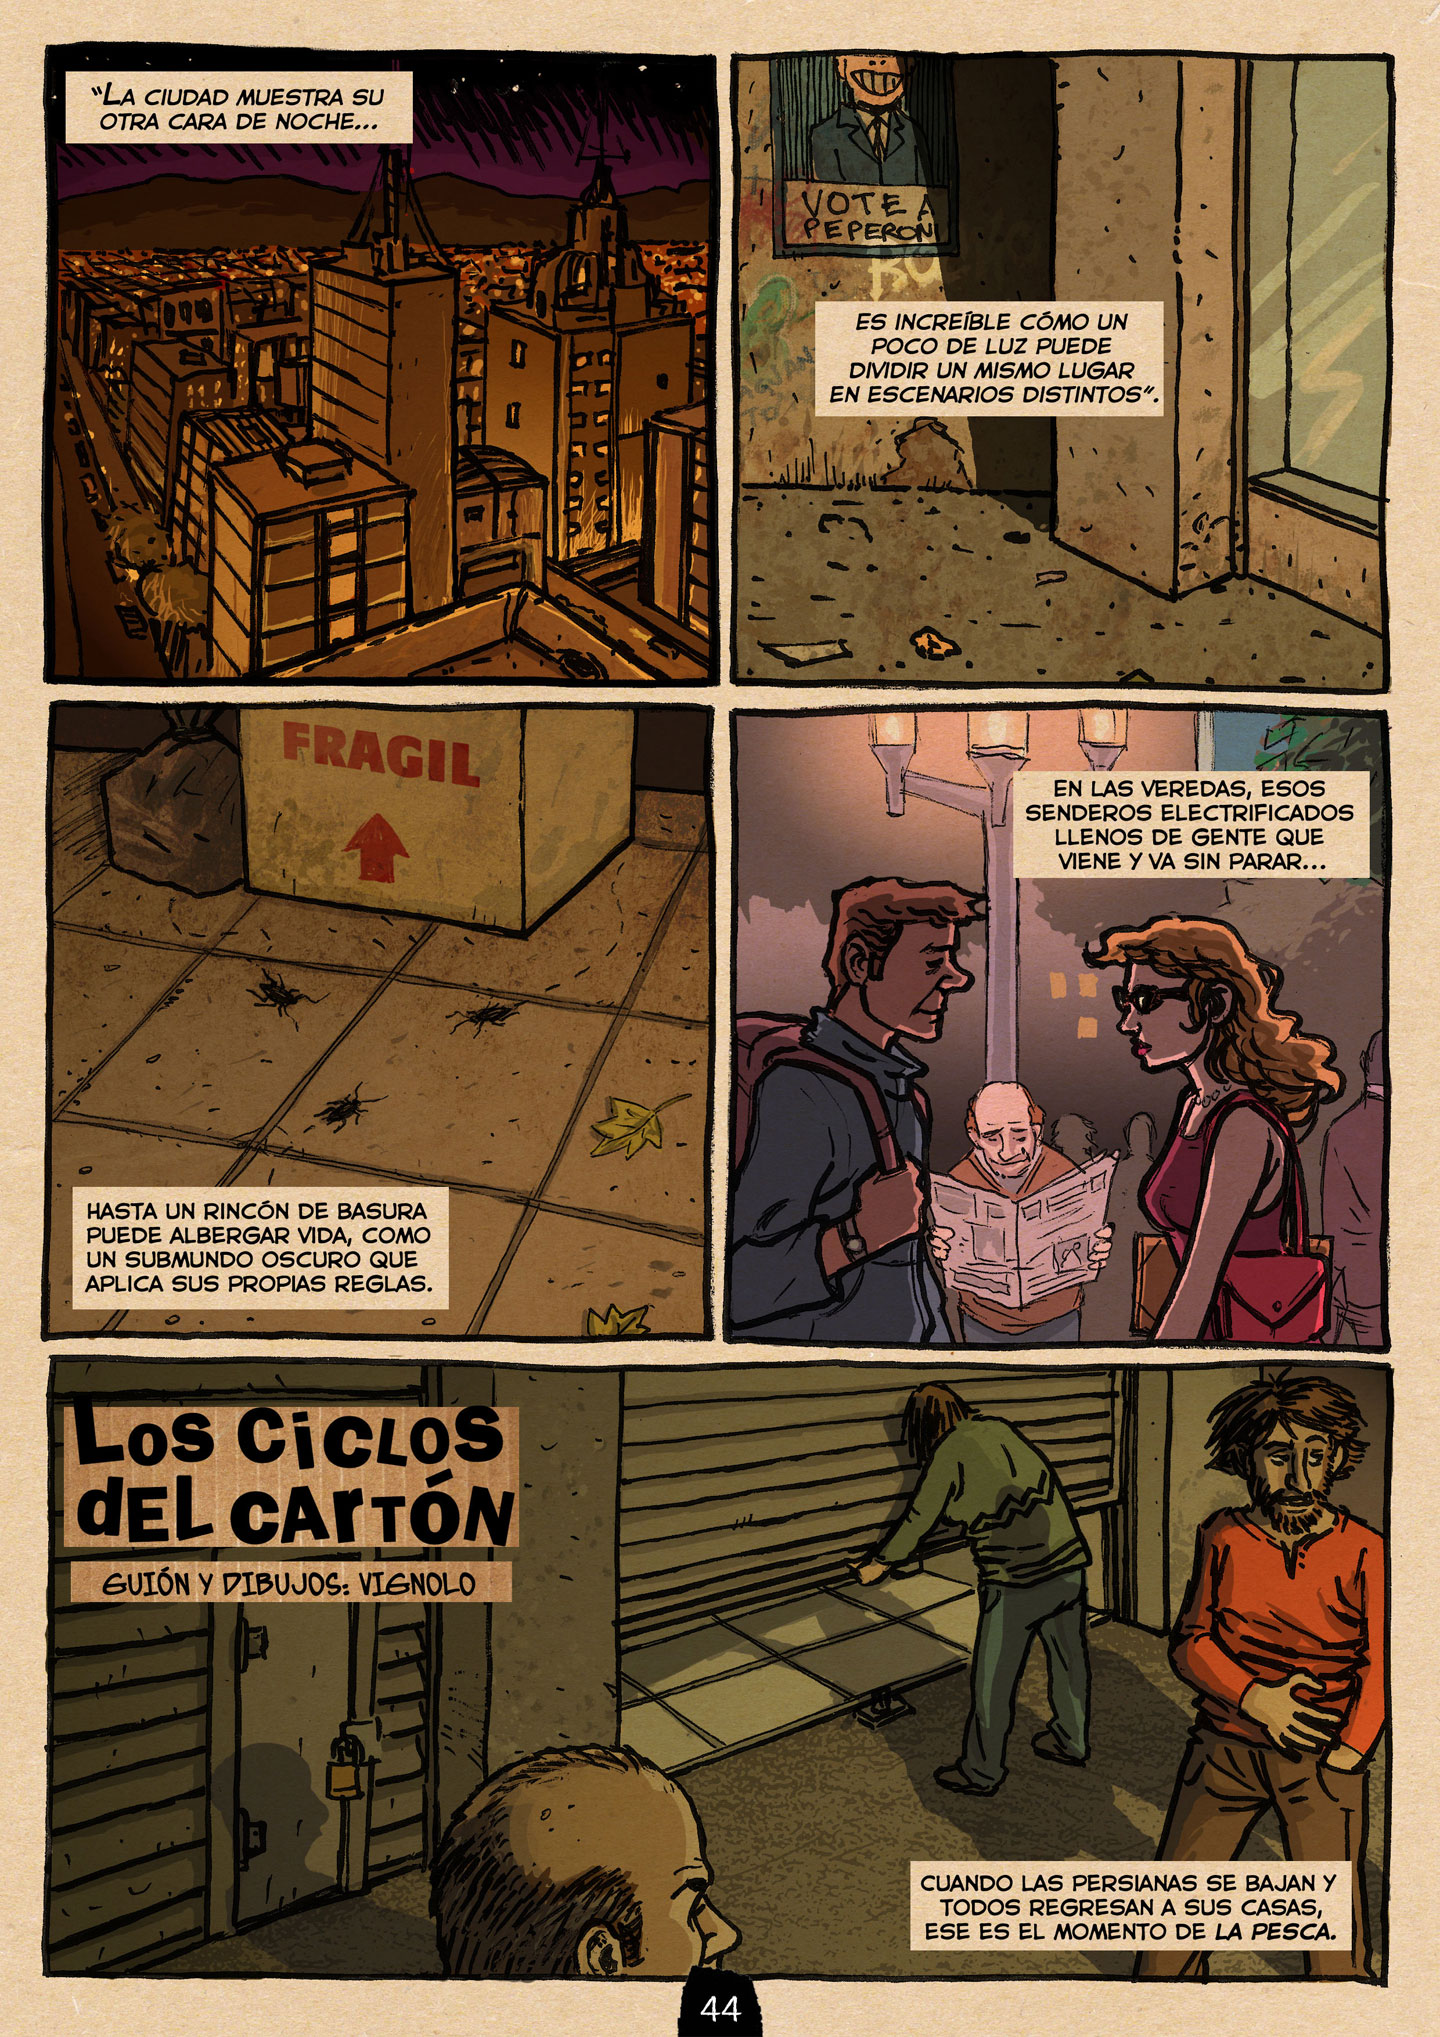 "La ciudad muestra su
otra cara de noche...
VOTE A
PEPERONI
Es increíble cómo un
poco de luz puede
dividir un mismo lugar
en escenarios distintos".
FRAGIL
Hasta un rincón de basura
puede albergar vida, como
un submundo oscuro que
aplica sus propias reglas.
En las veredas, esos
senderos electrificados
llenos de gente que
viene y va sin parar...
Los ciclos
del cartón
Guión y dibujos: Vignolo
Cuando las persianas se bajan y
todos regresan a sus casas,
ese es el momento de la pesca.
44